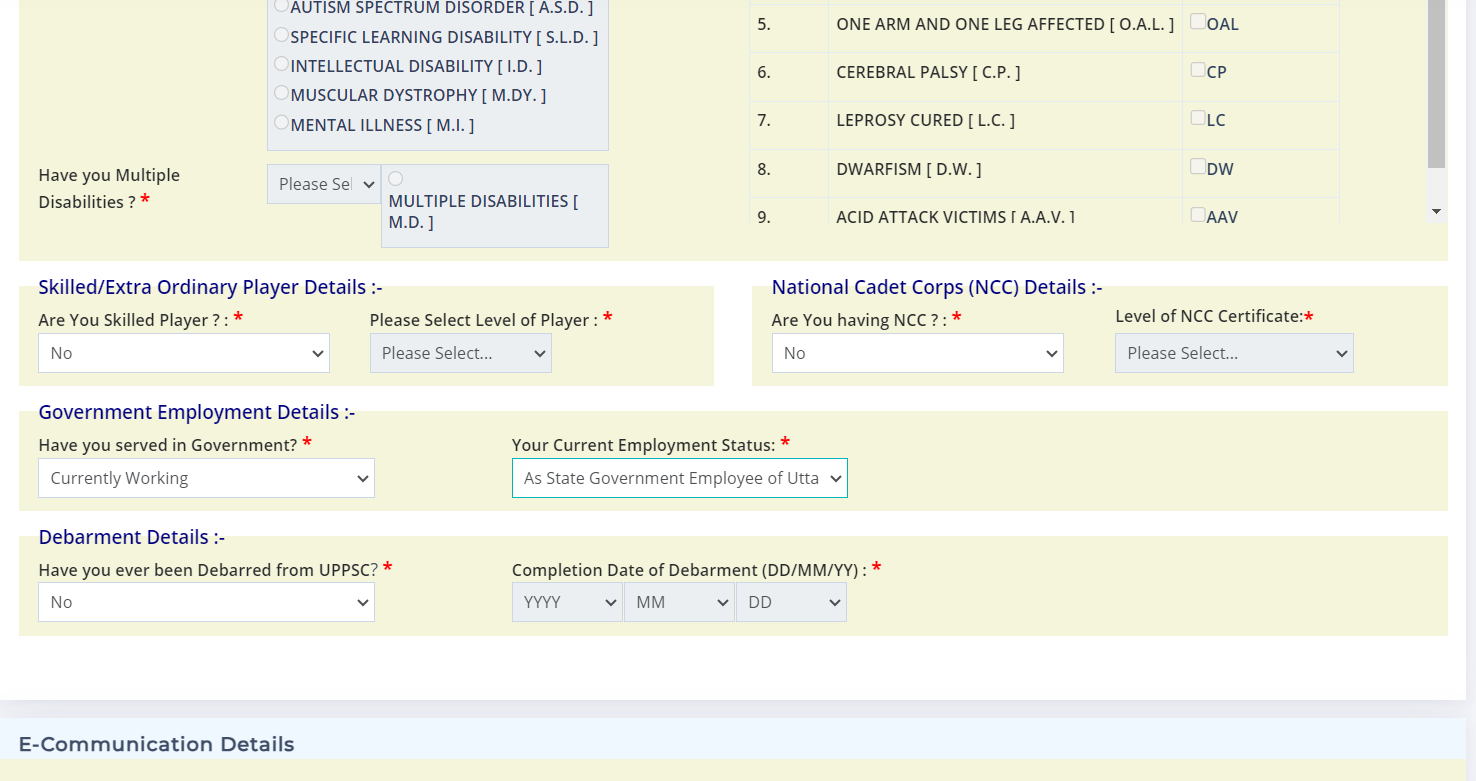 AUTISM SPECTRUM DISORDER [ A.S.D. ]
SPECIFIC LEARNING DISABILITY [ S.L.D. ]
INTELLECTUAL DISABILITY [ I.D. ]
MUSCULAR DYSTROPHY [ M.DY. ]
MENTAL ILLNESS [ M.I. ]
Have you Multiple
Disabilities ? *
Please Sel
MULTIPLE DISABILITIES [
M.D. ]
5. ONE ARM AND ONE LEG AFFECTED [ O.A.L. ] OAL
6. CEREBRAL PALSY [ C.P. ] CP
7. LEPROSY CURED [ L.C. ] LC
8. DWARFISM [ D.W. ] DW
9. ACID ATTACK VICTIMS [ A.A.V. ] AAV
Skilled/Extra Ordinary Player Details :-
Are You Skilled Player ? : * Please Select Level of Player : *
No Please Select...
National Cadet Corps (NCC) Details :-
Are You having NCC ? : * Level of NCC Certificate:*
No Please Select...
Government Employment Details :-
Have you served in Government? * Your Current Employment Status: *
Currently Working As State Government Employee of Utta
Debarment Details :-
Have you ever been Debarred from UPPSC? * Completion Date of Debarment (DD/MM/YY) : *
No YYYY MM DD
E-Communication Details